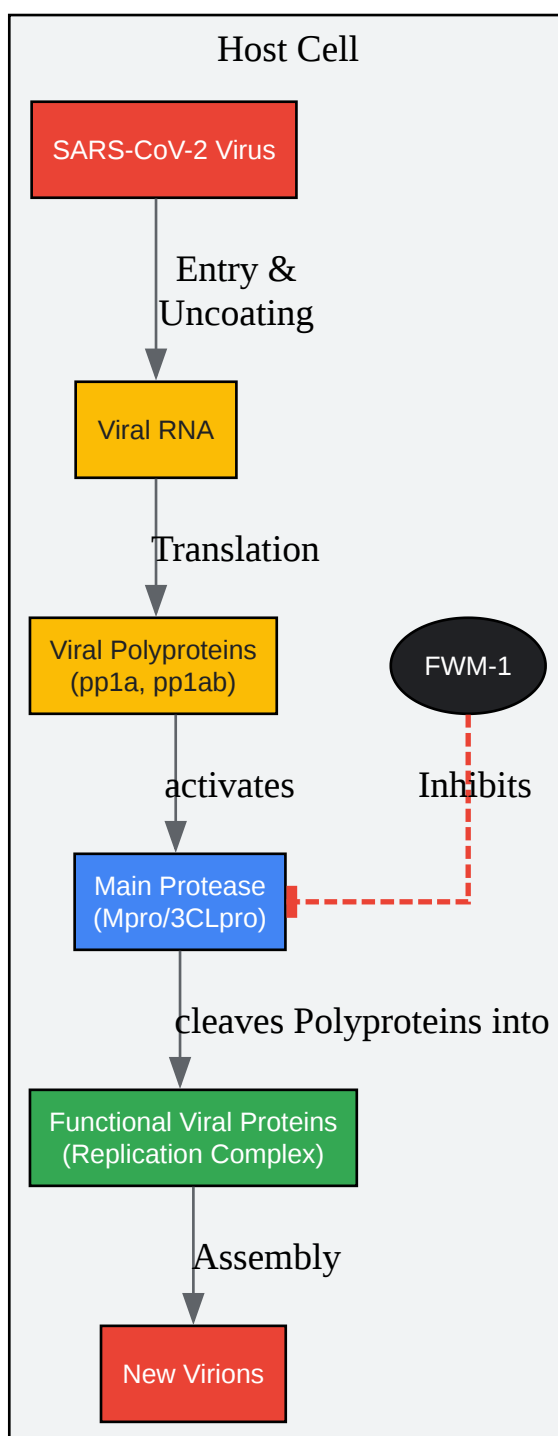 Host Cell
SARS-CoV-2 Virus
Entry &
Uncoating
Viral RNA
Translation
Viral Polyproteins
(pp1a, pp1ab)
FWM-1
activates
Inhibits
Main Protease
(Mpro/3CLpro)
cleaves Polyproteins into
Functional Viral Proteins
(Replication Complex)
Assembly
New Virions